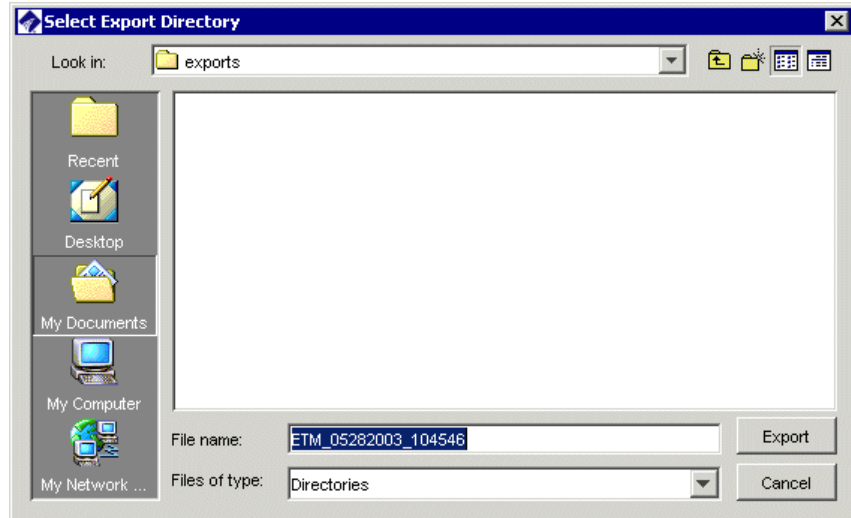 Select Export Directory
Look in: exports
Recent
Desktop
My Documents
My Computer
My Network ...
File name: ETM_05282003_104546 Export
Files of type: Directories Cancel